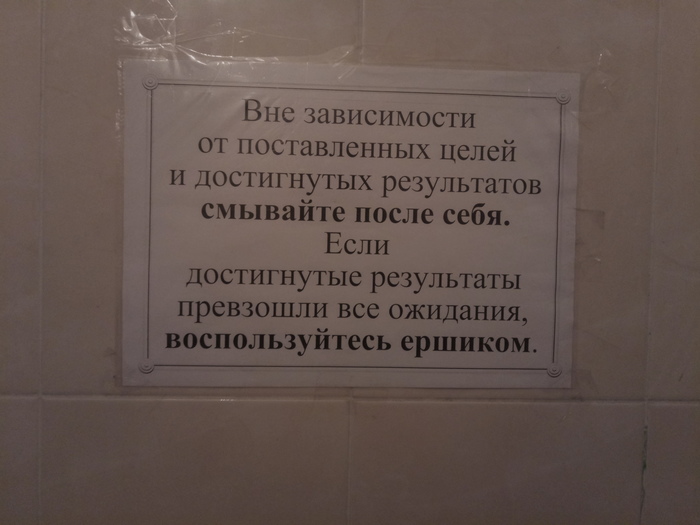 Вне зависимости
от поставленных целей
и достигнутых результатов
смывайте после себя.
Если
достигнутые результаты
превзошли все ожидания,
воспользуйтесь ершиком.